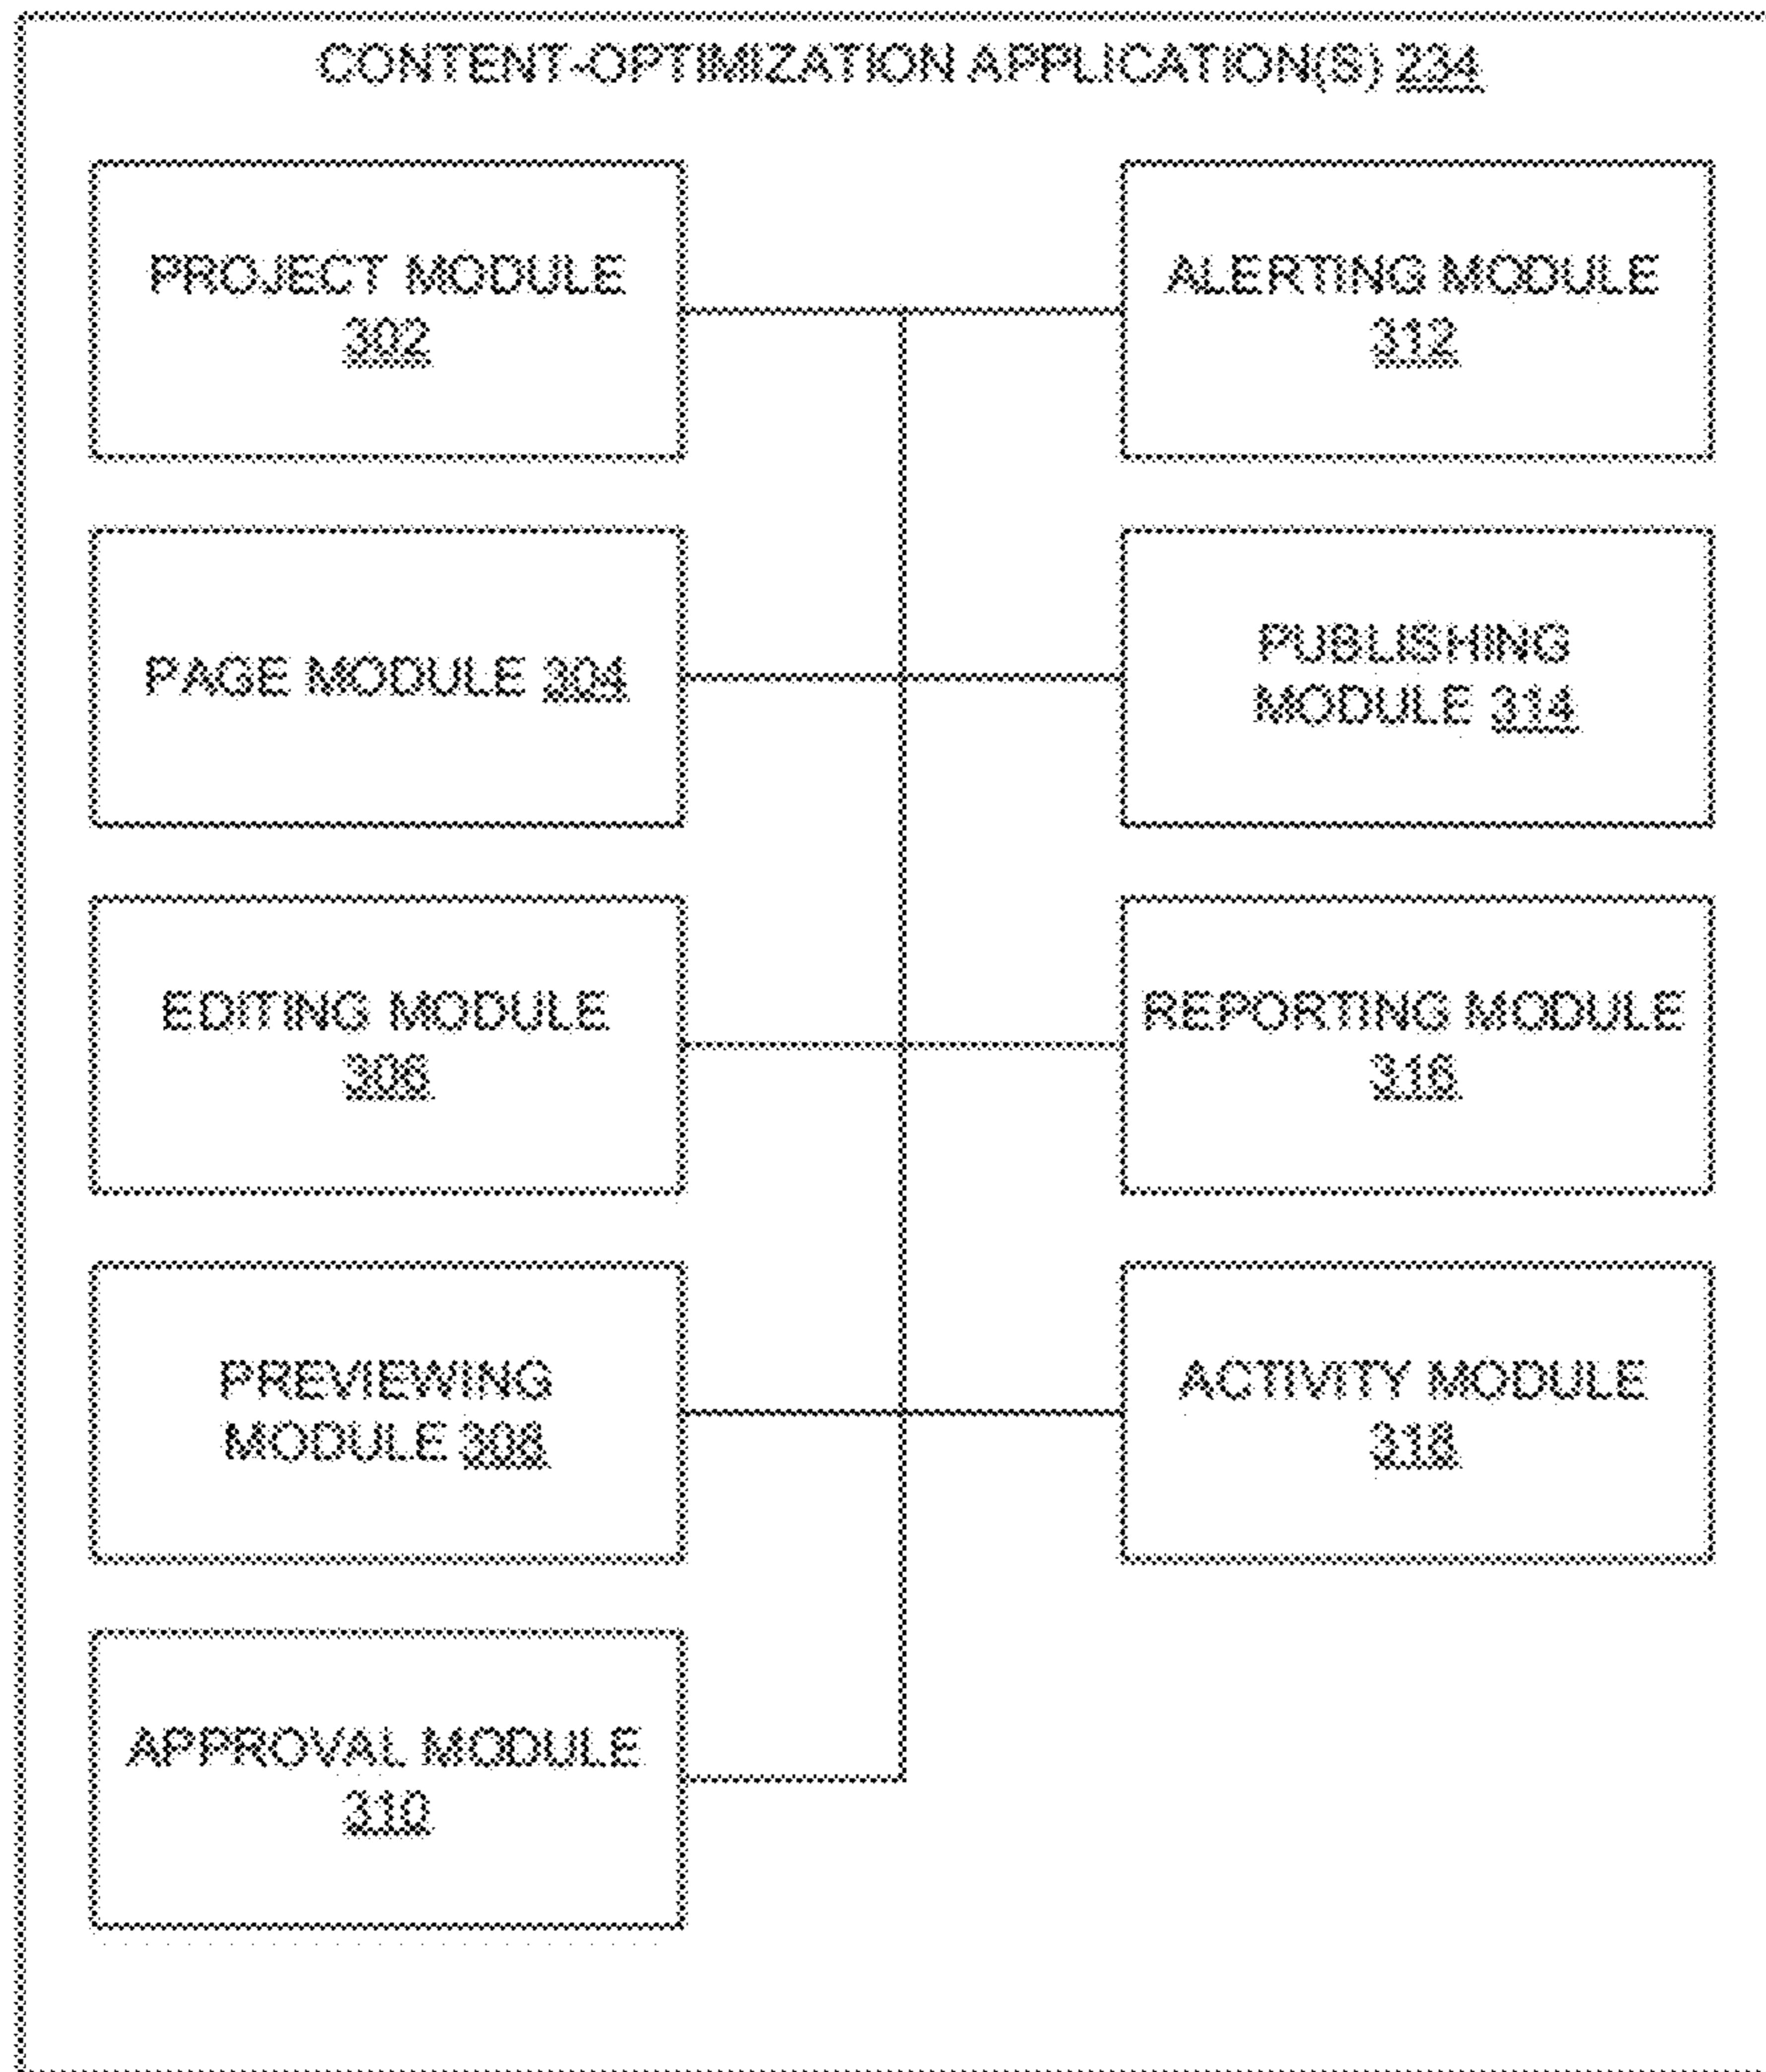 CONTENT-OPTIMIZATION APPLICATION(S) 234
PROJECT MODULE
302
PAGE MODULE 304
EDITING MODULE
306
PREVIEWING
MODULE 308
APPROVAL MODULE
310
ALERTING MODULE
312
PUBLISHING
MODULE 314
REPORTING MODULE
316
ACTIVITY MODULE
318